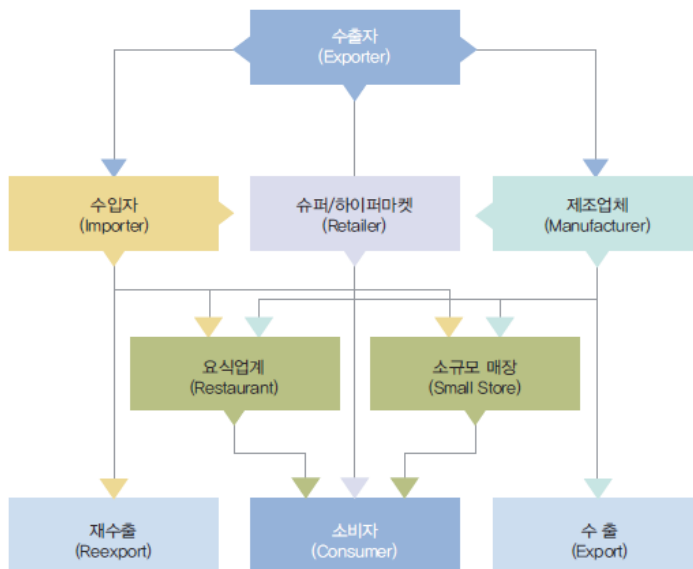 수출자
(Exporter)
수입자
(Importer)
슈퍼/하이퍼마켓
(Retailer)
제조업체
(Manufacturer)
요식업계
(Restaurant)
소규모 매장
(Small Store)
재수출
(Reexport)
소비자
(Consumer)
수 출
(Export)